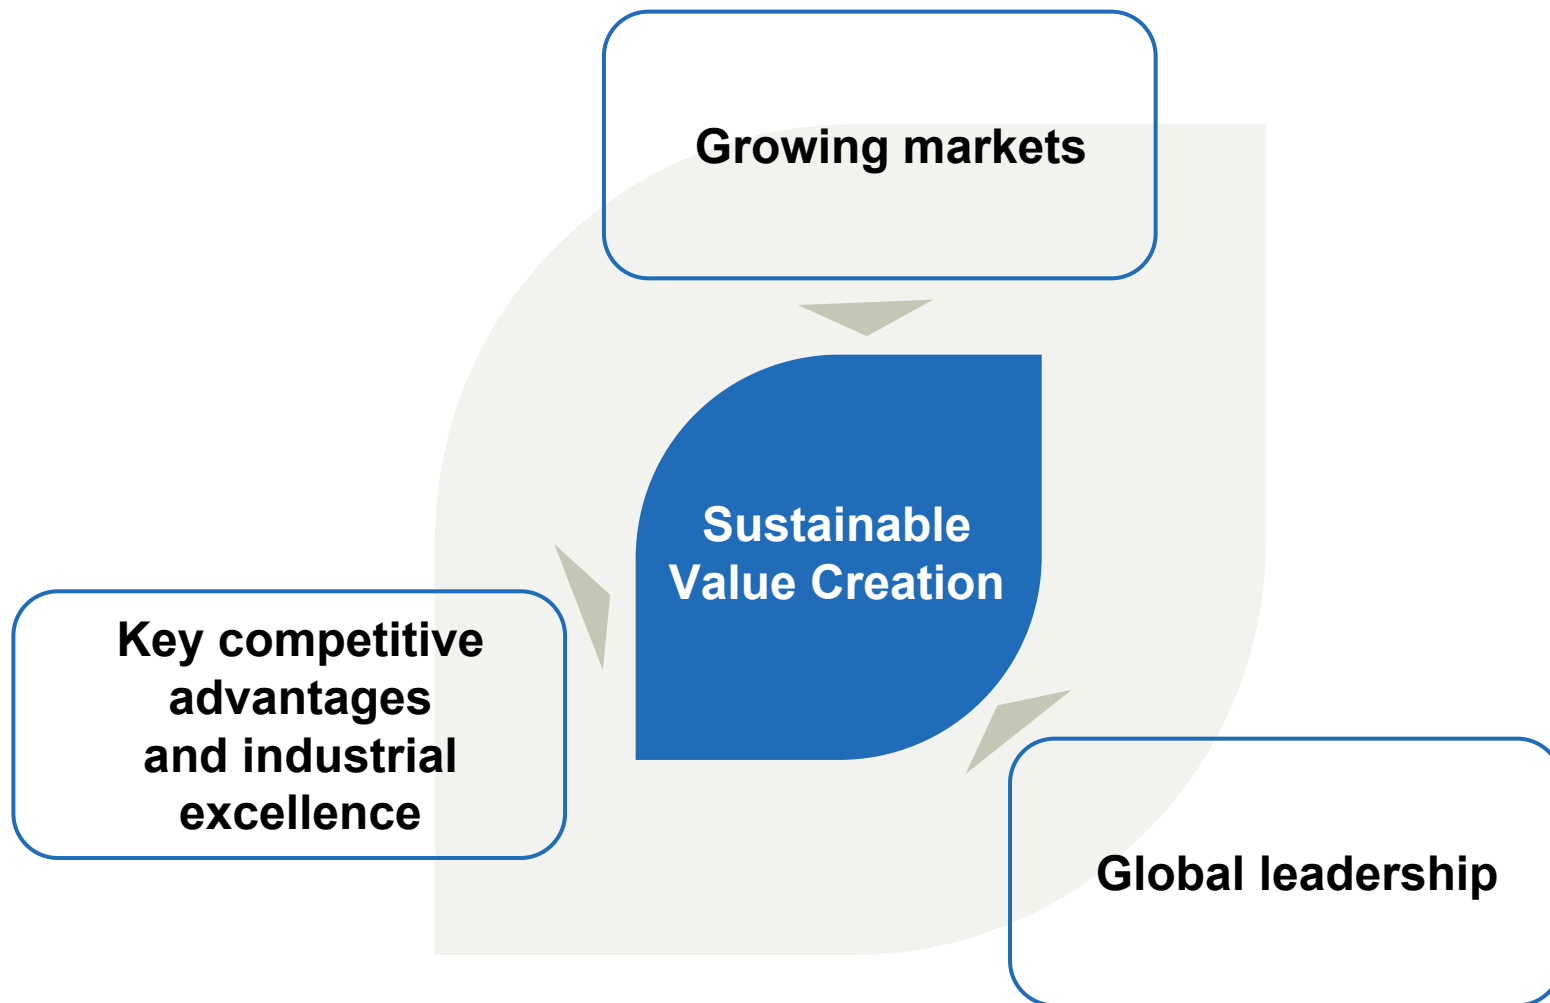 Growing markets
Sustainable
Value Creation
Key competitive
advantages
and industrial
excellence
Global leadership